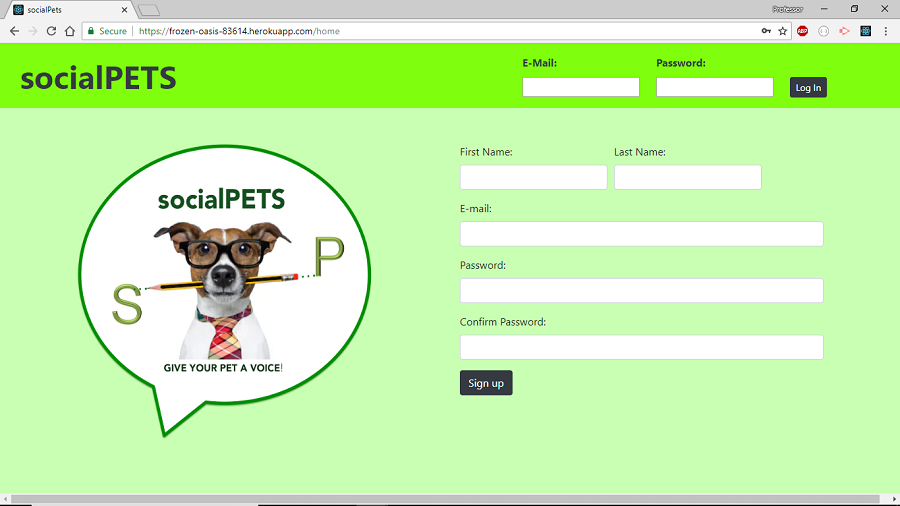 socialPets
Professor
Secure
https://frozen-oasis-83614.herokuapp.com/home
ABP
socialPETS
E-Mail:
Password:
Log In
socialPETS
S
P
GIVE YOUR PET A VOICE!
First Name:
Last Name:
E-mail:
Password:
Confirm Password:
Sign up